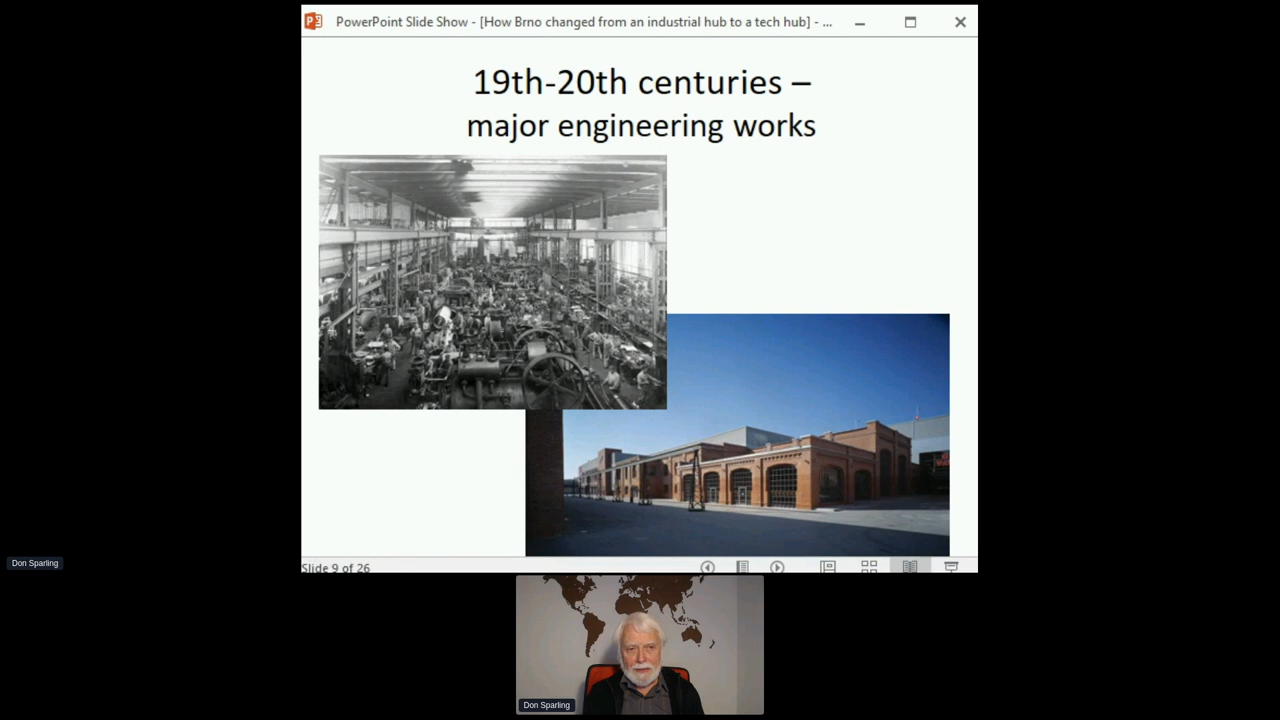 PowerPoint Slide Show - [How Brno changed from an industrial hub to a tech hub] - ...
19th-20th centuries –
major engineering works
Slide 9 of 26
Don Sparling
Don Sparling